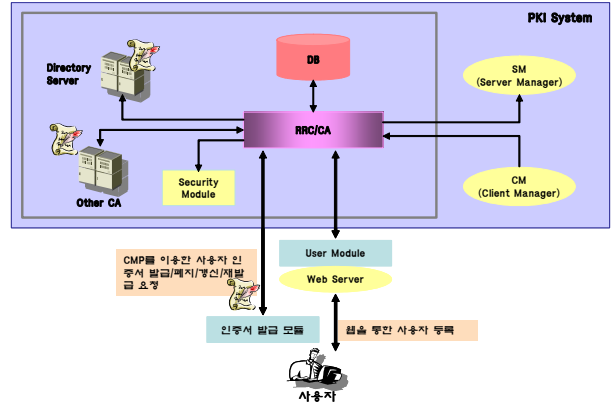 PKI System
DB
Directory
Server
SM
(Server Manager)
RRC/CA
Other CA
Security
Module
CM
(Client Manager)
CMP를 이용한 사용자 인
증서 발급/폐지/갱신/재발
급 요청
User Module
Web Server
인증서 발급 모듈
웹을 통한 사용자 등록
사용자